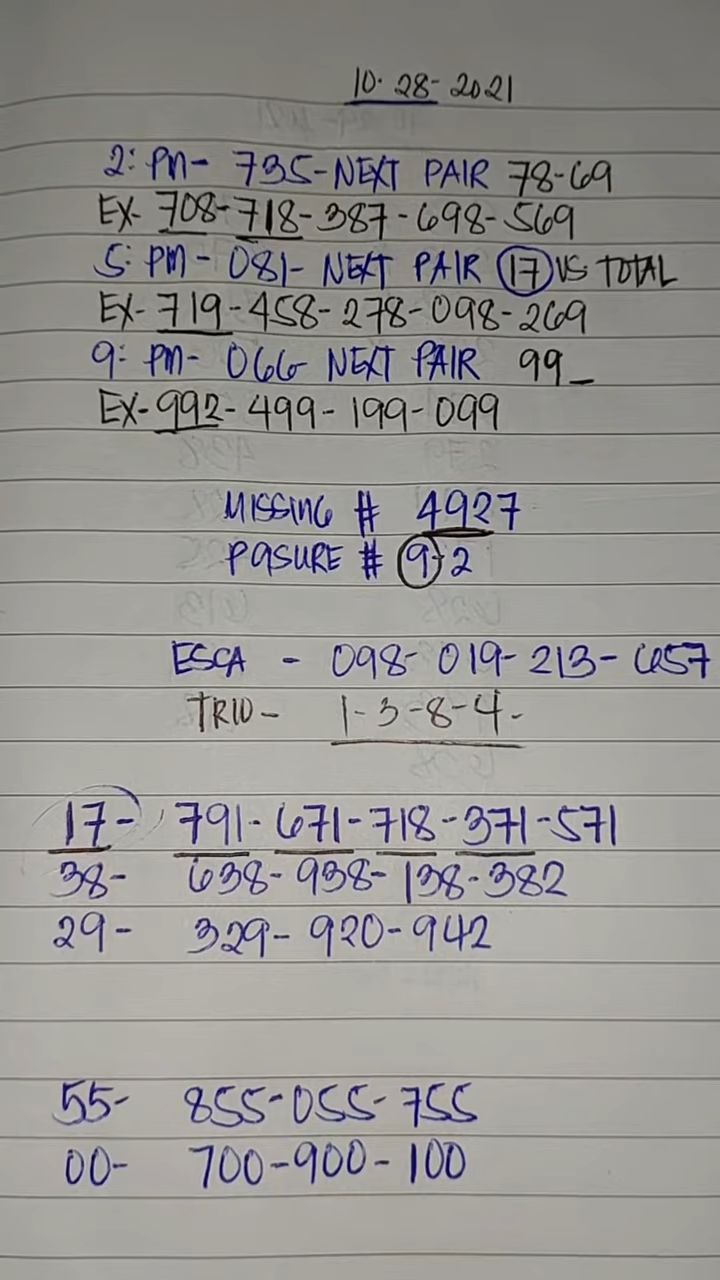 10-28-2021
2:PM- 735-NEXT PAIR 78-69
EX- 708-718-387-698-569
5:PM-081-NEXT PAIR 17 VS TOTAL
EX-719-458-278-098-269
9:PM- 066- NEXT PAIR 99_
EX-992-499-199-099
MISSING # 4927
PASURE # 9-2
ESCA - 098-019-213-657
TRIO- 1-3-8-4-
17- 791-671-718-371-571
38- 638-938-138-382
29- 329-920-942
55- 855-055-755
00- 700-900-100